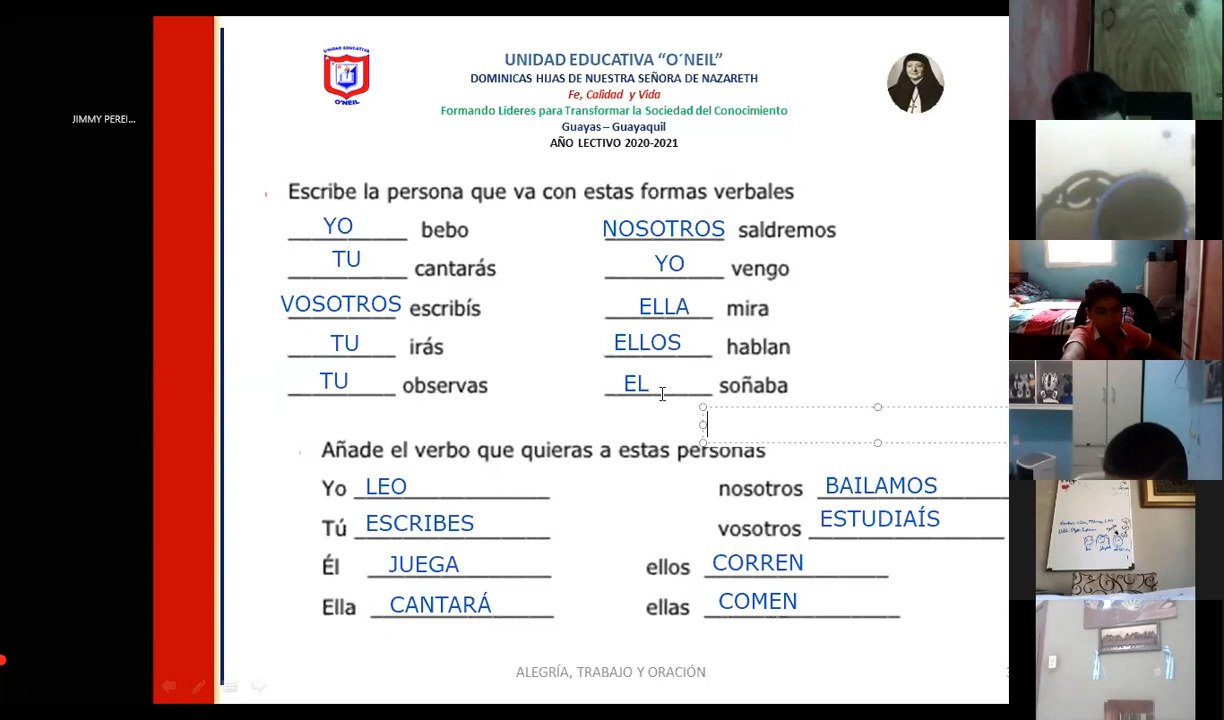 JIMMY PEREI...
UNIDAD EDUCATIVA
O'NEIL
UNIDAD EDUCATIVA “O´NEIL”
DOMINICAS HIJAS DE NUESTRA SEÑORA DE NAZARETH
Fe, Calidad y Vida
Formando Líderes para Transformar la Sociedad del Conocimiento
Guayas – Guayaquil
AÑO LECTIVO 2020-2021
Escribe la persona que va con estas formas verbales
YO bebo NOSOTROS saldremos
TU cantarás YO vengo
VOSOTROS escribís ELLA mira
TU irás ELLOS hablan
TU observas EL soñaba
Añade el verbo que quieras a estas personas
Yo LEO nosotros BAILAMOS
Tú ESCRIBES vosotros ESTUDIAÍS
Él JUEGA ellos CORREN
Ella CANTARÁ ellas COMEN
ALEGRÍA, TRABAJO Y ORACIÓN